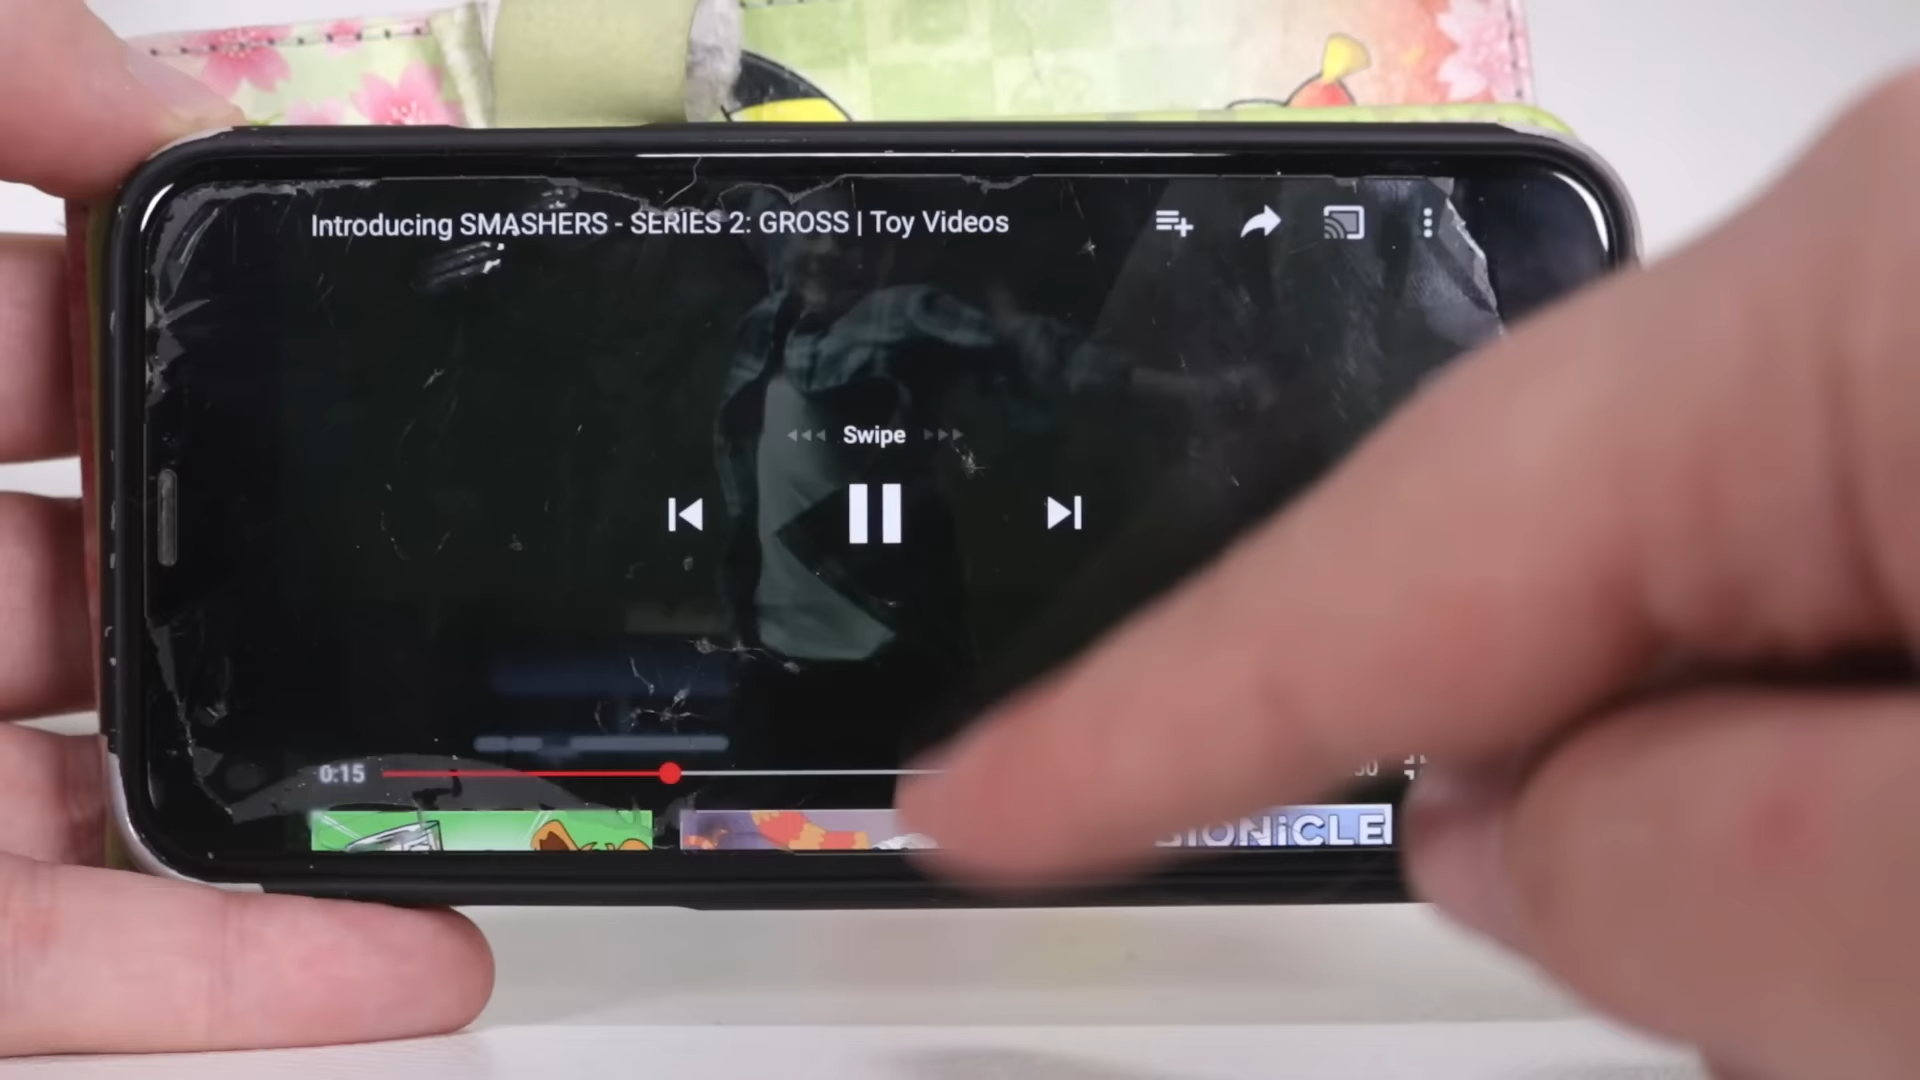 Introducing SMASHERS - SERIES 2: GROSS | Toy Videos
Swipe
0:15
BIONiCLE